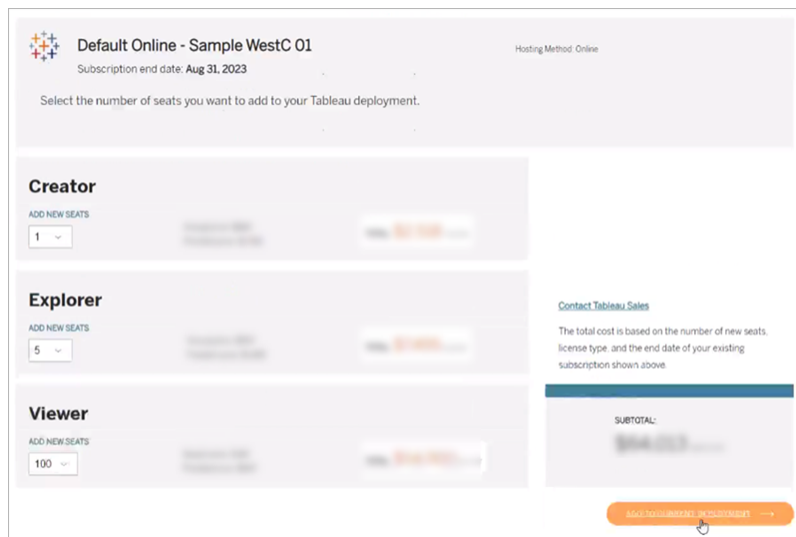 Default Online - Sample WestC 01
Hosting Method: Online
Subscription end date: Aug 31, 2023
Select the number of seats you want to add to your Tableau deployment.
Creator
ADD NEW SEATS
1
Explorer
ADD NEW SEATS
5
Contact Tableau Sales
The total cost is based on the number of new seats,
license type, and the end date of your existing
subscription shown above.
Viewer
ADD NEW SEATS
100
SUBTOTAL: